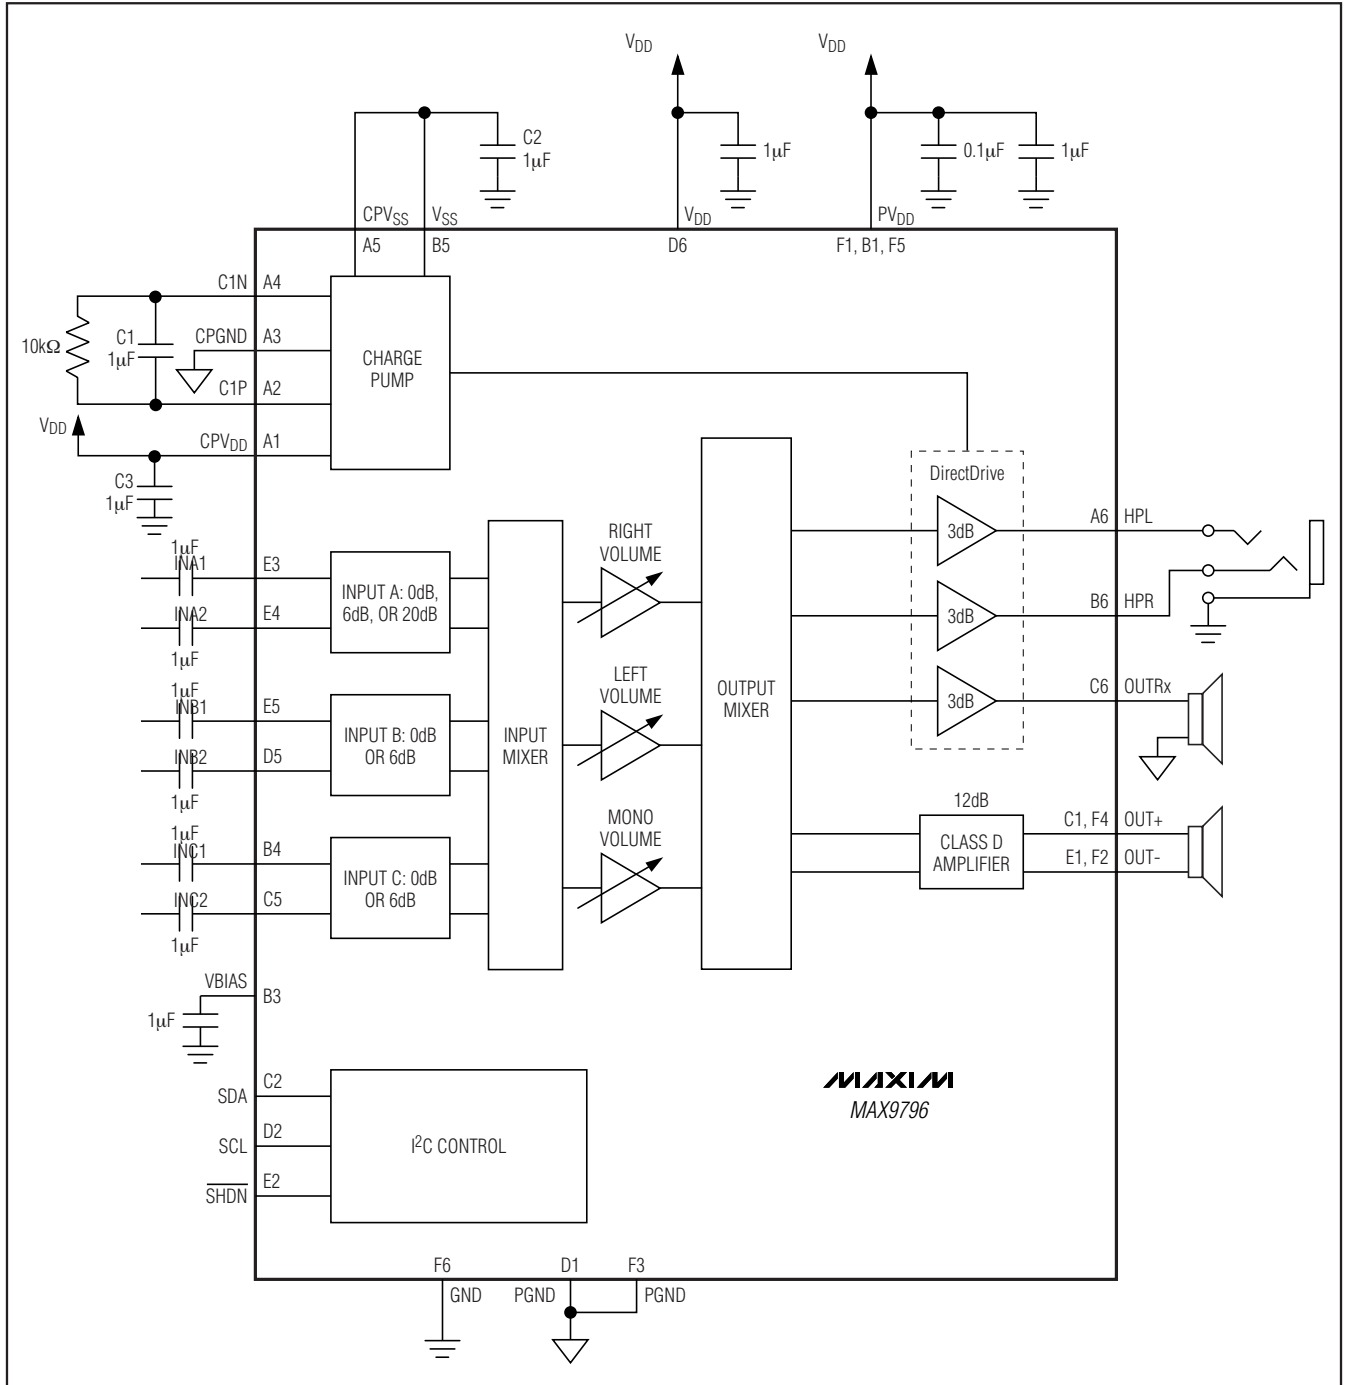 VDD
VDD
C2
1µF
1µF
0.1µF
1µF
CPVSS
VSS
VDD
PVDD
A5
B5
D6
F1, B1, F5
C1N
A4
10kΩ
C1
1µF
CPGND
A3
C1P
A2
CHARGE
PUMP
VDD
CPVDD
A1
C3
1µF
DirectDrive
1µF
INA1
E3
INA2
E4
1µF
INPUT A: 0dB,
6dB, OR 20dB
1µF
INB1
E5
INB2
D5
1µF
INPUT B: 0dB
OR 6dB
1µF
INC1
B4
INC2
C5
1µF
INPUT C: 0dB
OR 6dB
INPUT
MIXER
RIGHT
VOLUME
LEFT
VOLUME
MONO
VOLUME
OUTPUT
MIXER
3dB
A6
HPL
3dB
B6
HPR
3dB
C6
OUTRx
12dB
CLASS D
AMPLIFIER
C1, F4
OUT+
E1, F2
OUT-
VBIAS
B3
1µF
SDA
C2
SCL
D2
SHDN
E2
I2C CONTROL
MAXIM
MAX9796
F6
D1
F3
GND
PGND
PGND